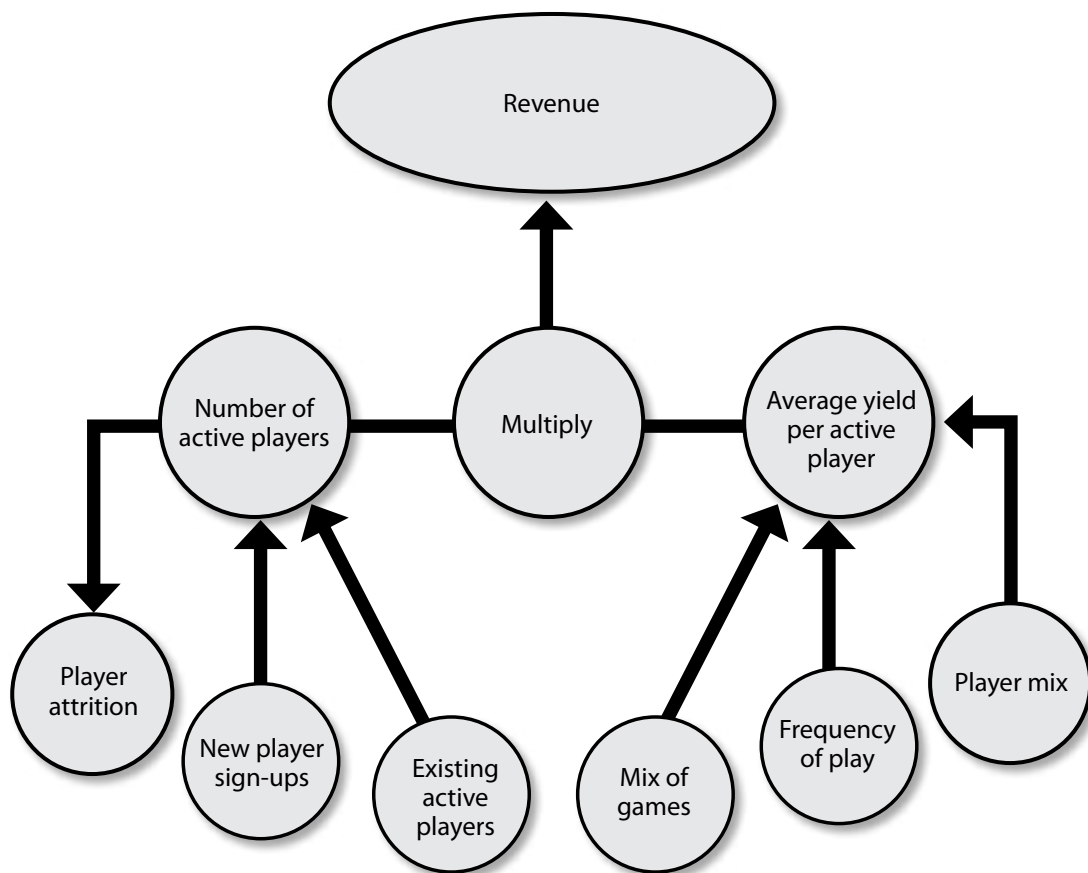 Revenue
Number of
active players
Multiply
Average yield
per active
player
Player
attrition
New player
sign-ups
Existing
active
players
Mix of
games
Frequency
of play
Player mix